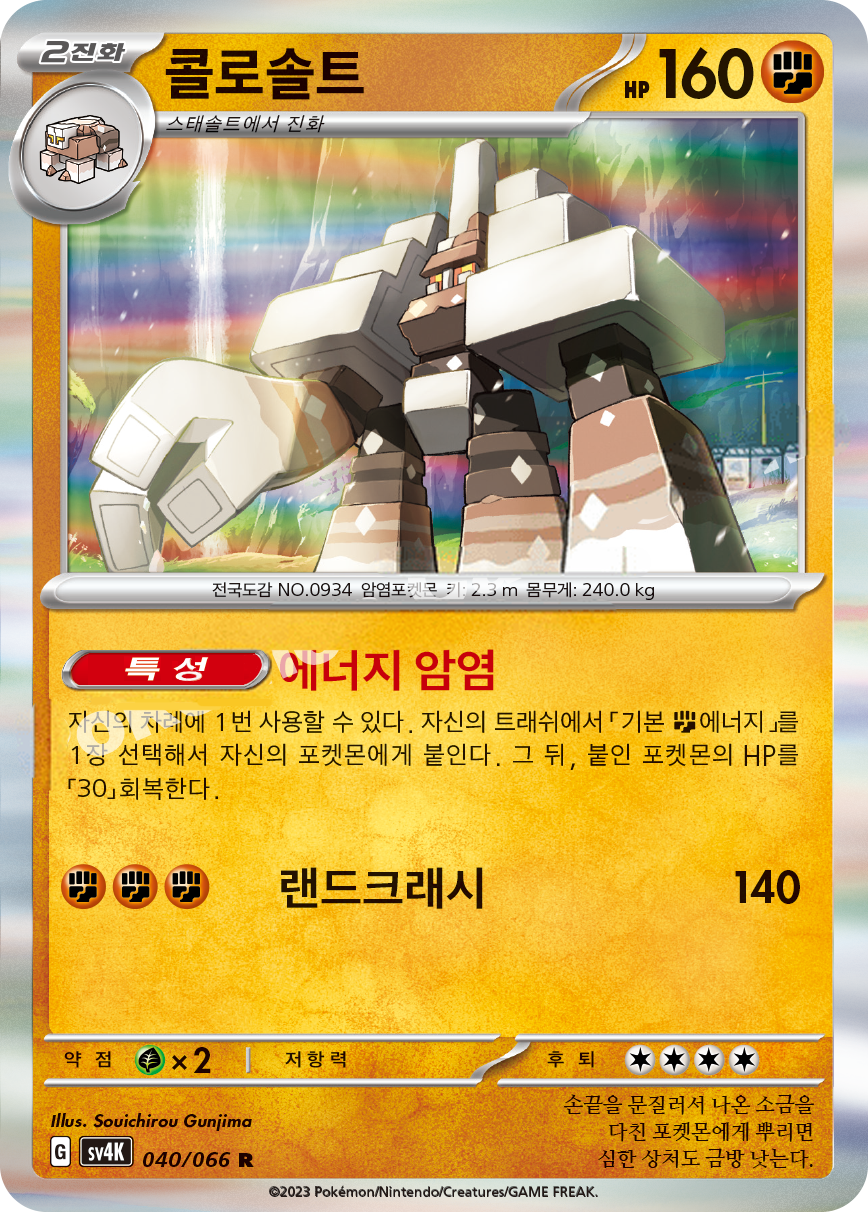 2진화 콜로솔트 HP 160
스태솔트에서 진화
전국도감 NO.0934 암염포켓몬 키: 2.3 m 몸무게: 240.0 kg
특성 에너지 암염
자신의 차례에 1번 사용할 수 있다. 자신의 트래쉬에서 「기본 에너지」를
1장 선택해서 자신의 포켓몬에게 붙인다. 그 뒤, 붙인 포켓몬의 HP를
「30」회복한다.
랜드크래시 140
약점 ×2 저항력 후퇴
손끝을 문질러서 나온 소금을
다친 포켓몬에게 뿌리면
심한 상처도 금방 낫는다.
Illus. Souichirou Gunjima
G sv4K 040/066 R
©2023 Pokémon/Nintendo/Creatures/GAME FREAK.